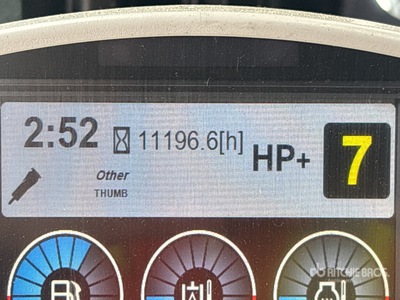 2:52 11196.6[h] HP+ 7
Other
THUMB
RITCHIE BROS.